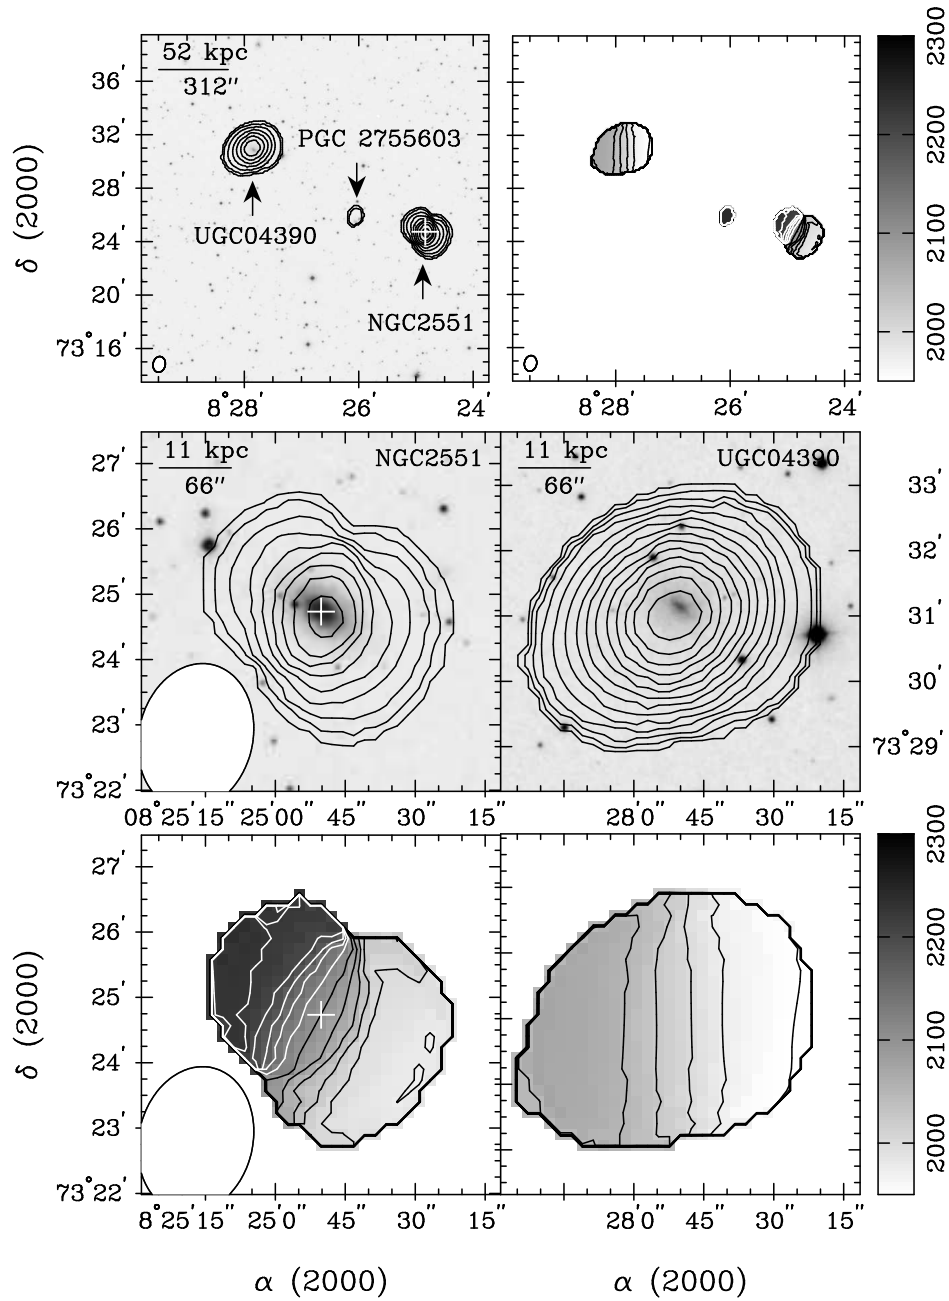 52 kpc
312″
PGC 2755603
UGC04390
NGC2551
36′
32′
28′
24′
20′
73°16′
δ (2000)
8°28′ 26′ 24′
8°28′ 26′ 24′
2300
2200
2100
2000
11 kpc
66″
NGC2551
11 kpc
66″
UGC04390
27′
26′
25′
24′
23′
73°22′
33′
32′
31′
30′
73°29′
08°25′15″ 25′00″ 45″ 30″ 15″
28′0″ 45″ 30″ 15″
27′
26′
25′
24′
23′
73°22′
δ (2000)
2300
2200
2100
2000
8°25′15″ 25′0″ 45″ 30″ 15″
28′0″ 45″ 30″ 15″
α (2000) α (2000)